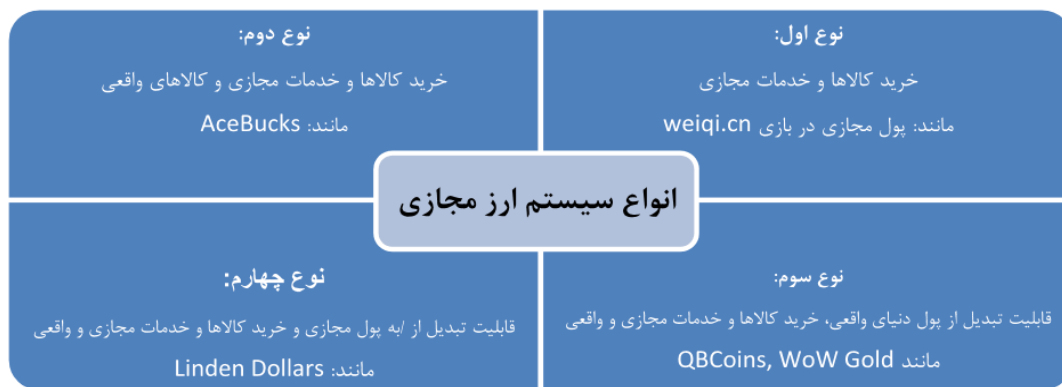 نوع اول:
خرید کالاها و خدمات مجازی
مانند: پول مجازی در بازی weiqi.cn
نوع دوم:
خرید کالاها و خدمات مجازی و کالاهای واقعی
مانند: AceBucks
انواع سیستم ارز مجازی
نوع سوم:
قابلیت تبدیل از پول دنیای واقعی، خرید کالاها و خدمات مجازی و واقعی
مانند QBCoins, WoW Gold
نوع چهارم:
قابلیت تبدیل از /به پول مجازی و خرید کالاها و خدمات مجازی و واقعی
مانند: Linden Dollars